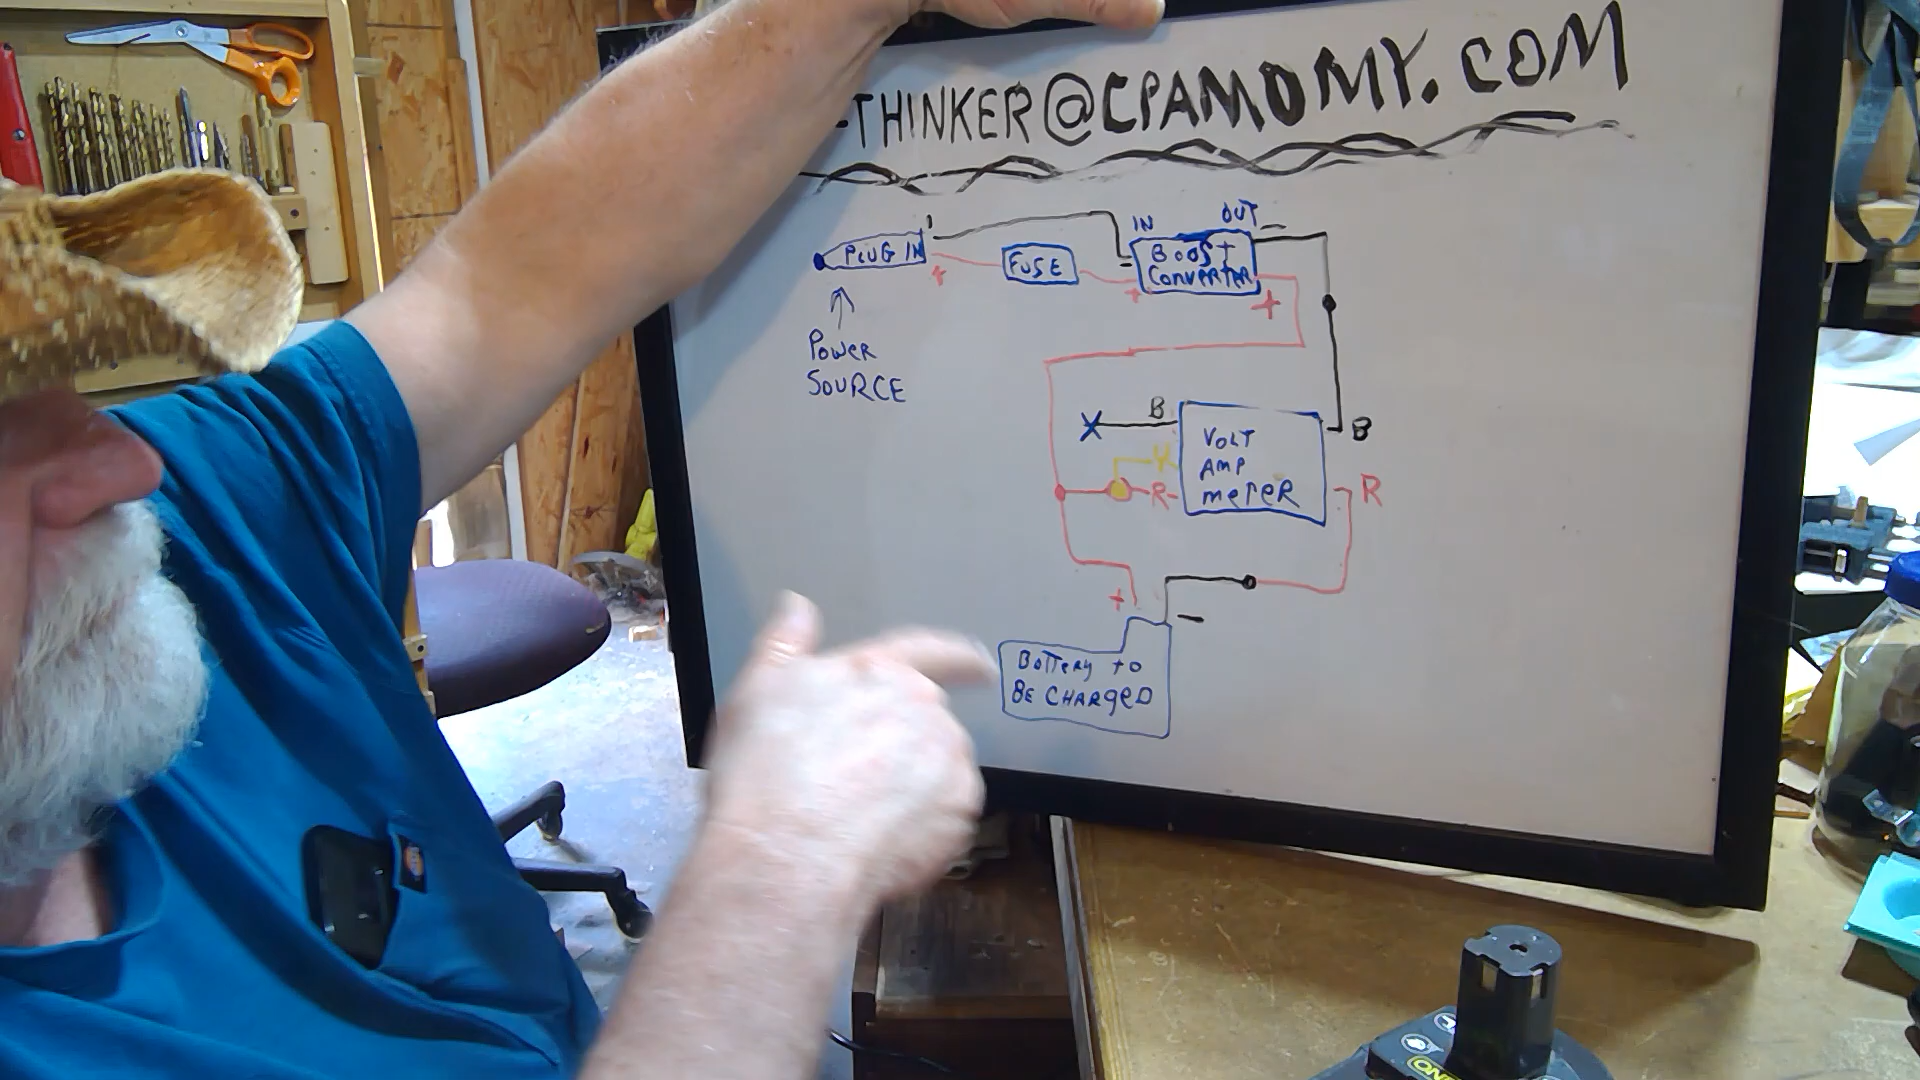 -THINKER@CPAMOMY.COM
IN OUT -
PLUG IN
FUSE
BOOST
CONVERTER
+ + +
-
POWER
SOURCE
B
VOLT
AMP
METER
B
Y
R
R
+ -
BATTERY TO
BE CHARGED
ONE